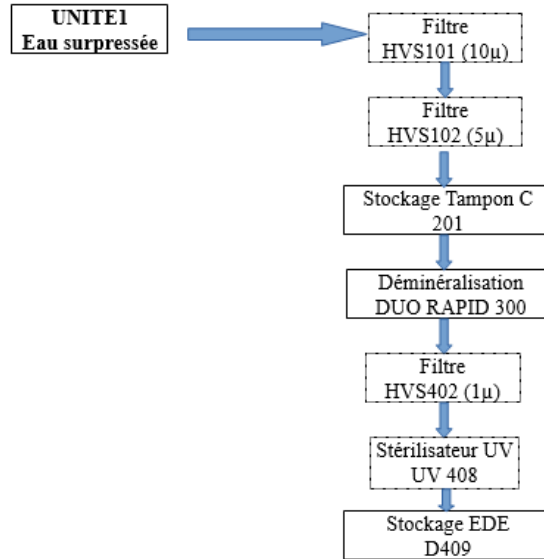 UNITE1
Eau surpressée
Filtre
HVS101 (10µ)
Filtre
HVS102 (5µ)
Stockage Tampon C
201
Déminéralisation
DUO RAPID 300
Filtre
HVS402 (1µ)
Stérilisateur UV
UV 408
Stockage EDE
D409